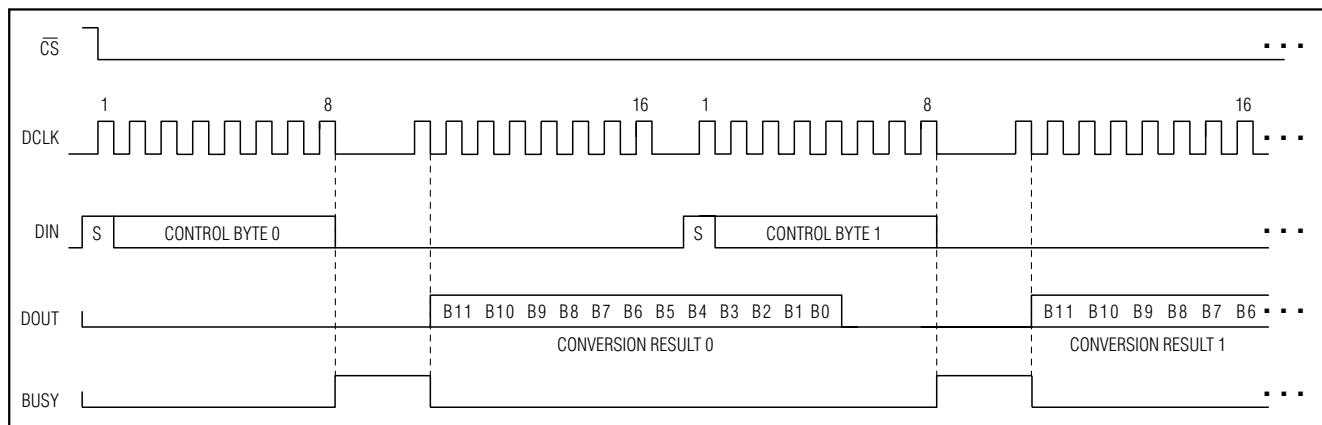 C̅S̅
1 8 16 1 8 16
DCLK
DIN S CONTROL BYTE 0 S CONTROL BYTE 1
DOUT B11 B10 B9 B8 B7 B6 B5 B4 B3 B2 B1 B0 B11 B10 B9 B8 B7 B6
CONVERSION RESULT 0 CONVERSION RESULT 1
BUSY